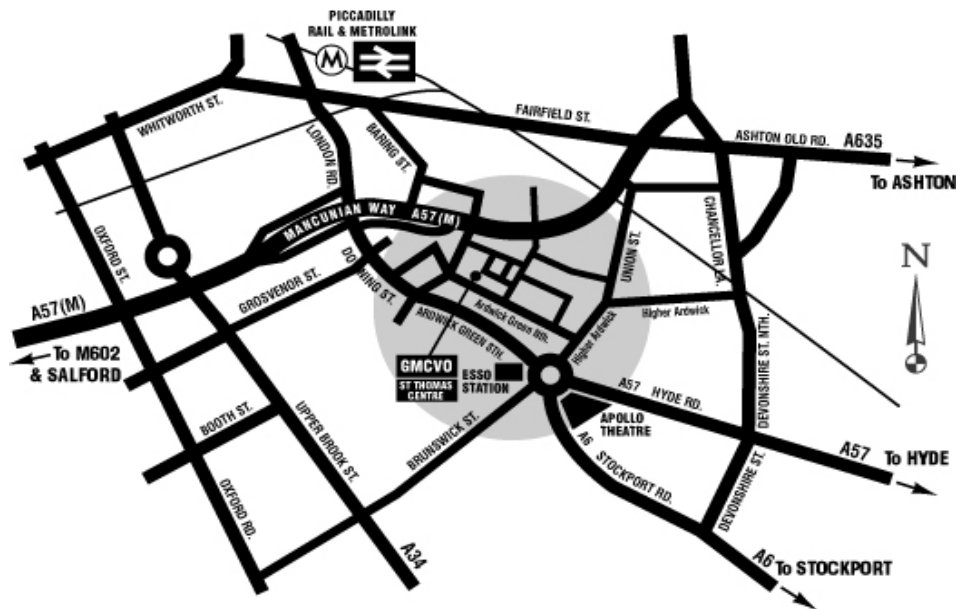 PICCADILLY
RAIL & METROLINK
M
WHITWORTH ST.
FAIRFIELD ST.
ASHTON OLD RD. A635
To ASHTON
LONDON RD.
BARING ST.
MANCUNIAN WAY A57(M)
OXFORD ST.
UNION ST.
CHANCELLOR LA.
N
A57(M)
To M602
& SALFORD
GROSVENOR ST.
DOWNING ST.
ARDWICK GREEN STH.
Ardwick Green Nth.
Higher Ardwick
Higher Ardwick
GMCVO
ST THOMAS
CENTRE
ESSO
STATION
A57 HYDE RD.
APOLLO
THEATRE
DEVONSHIRE ST. NTH.
A57
To HYDE
BOOTH ST.
UPPER BROOK ST.
BRUNSWICK ST.
A6 STOCKPORT RD.
DEVONSHIRE ST.
OXFORD RD.
A34
A6 To STOCKPORT